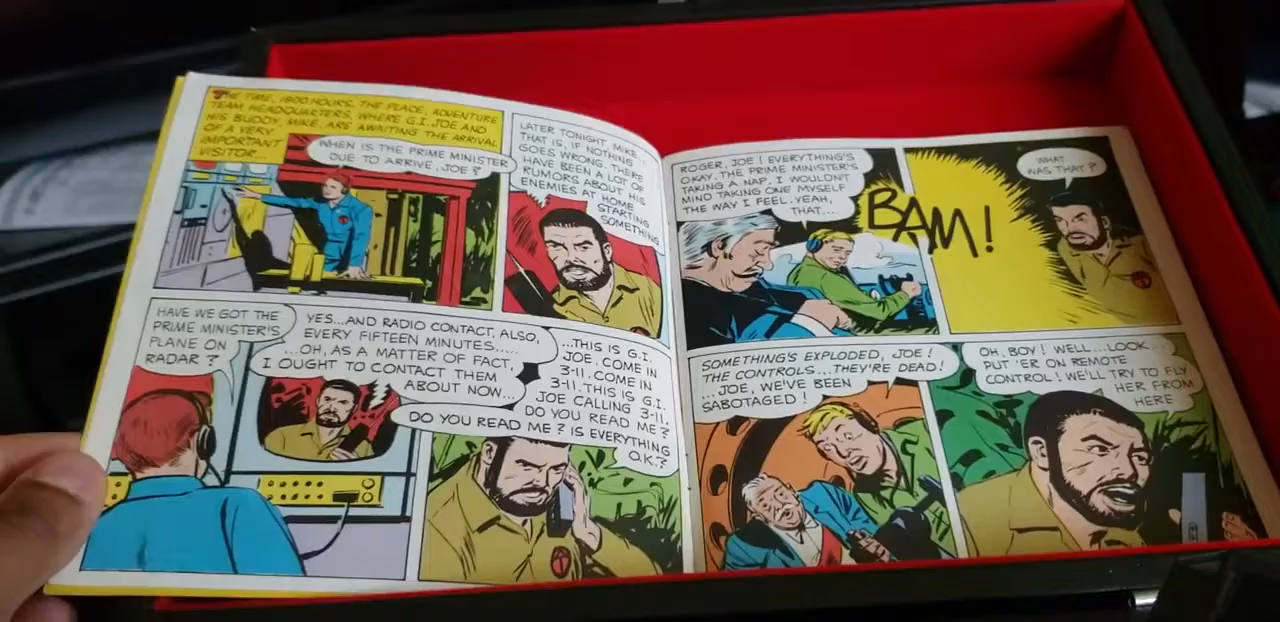 THE TIME, 1800 HOURS. THE PLACE, ADVENTURE
TEAM HEADQUARTERS, WHERE G.I. JOE AND
HIS BUDDY, MIKE, ARE AWAITING THE ARRIVAL
OF A VERY
IMPORTANT
VISITOR...
WHEN IS THE PRIME MINISTER
DUE TO ARRIVE, JOE?
LATER TONIGHT, MIKE...
THAT IS, IF NOTHING
GOES WRONG. THERE
HAVE BEEN A LOT OF
RUMORS ABOUT HIS
ENEMIES AT HOME
STARTING
SOMETHING
HAVE WE GOT THE
PRIME MINISTER'S
PLANE ON
RADAR?
YES...AND RADIO CONTACT, ALSO,
EVERY FIFTEEN MINUTES.....
...OH, AS A MATTER OF FACT,
I OUGHT TO CONTACT THEM
ABOUT NOW...
...THIS IS G.I.
JOE. COME IN
3-11. COME IN
3-11. THIS IS G.I.
JOE CALLING 3-11.
DO YOU READ ME?
DO YOU READ ME? IS EVERYTHING
O.K.?
ROGER, JOE! EVERYTHING'S
OKAY. THE PRIME MINISTER'S
TAKING A NAP. I WOULDN'T
MIND TAKING ONE MYSELF
THE WAY I FEEL. YEAH,
THAT....
BAM!
WHAT
WAS THAT?
SOMETHING'S EXPLODED, JOE!
THE CONTROLS...THEY'RE DEAD!
...JOE, WE'VE BEEN
SABOTAGED!
OH, BOY! WELL...LOOK...
PUT 'ER ON REMOTE
CONTROL! WE'LL TRY TO FLY
HER FROM
HERE